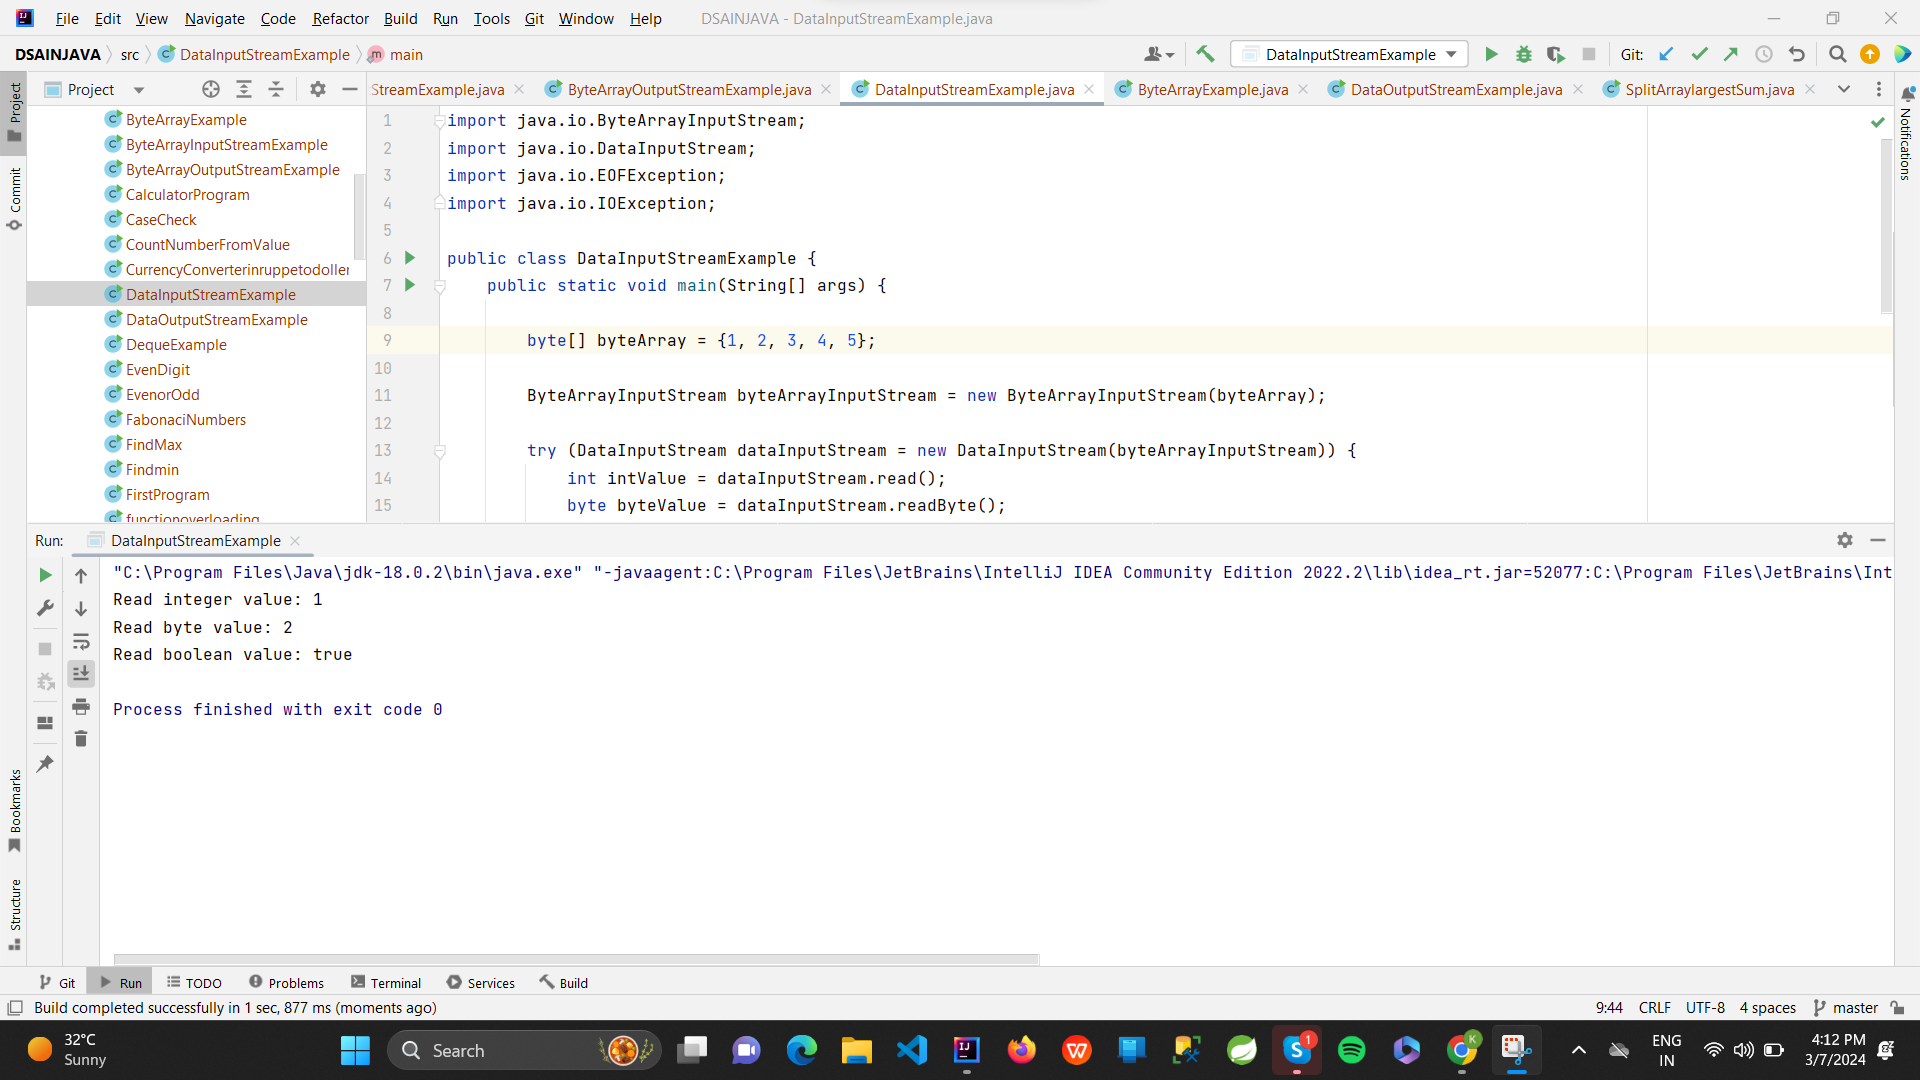 File Edit View Navigate Code Refactor Build Run Tools Git Window Help DSAINJAVA - DataInputStreamExample.java
DSAINJAVA src DataInputStreamExample main DataInputStreamExample Git:
Project
StreamExample.java ByteArrayOutputStreamExample.java DataInputStreamExample.java ByteArrayExample.java DataOutputStreamExample.java SplitArraylargestSum.java
Project
Commit
Bookmarks
Structure
Notifications
ByteArrayExample
ByteArrayInputStreamExample
ByteArrayOutputStreamExample
CalculatorProgram
CaseCheck
CountNumberFromValue
CurrencyConverterinruppetodoller
DataInputStreamExample
DataOutputStreamExample
DequeExample
EvenDigit
EvenorOdd
FabonaciNumbers
FindMax
Findmin
FirstProgram
functionoverloading
1 import java.io.ByteArrayInputStream;
2 import java.io.DataInputStream;
3 import java.io.EOFException;
4 import java.io.IOException;
5
6 public class DataInputStreamExample {
7 public static void main(String[] args) {
8
9 byte[] byteArray = {1, 2, 3, 4, 5};
10
11 ByteArrayInputStream byteArrayInputStream = new ByteArrayInputStream(byteArray);
12
13 try (DataInputStream dataInputStream = new DataInputStream(byteArrayInputStream)) {
14 int intValue = dataInputStream.read();
15 byte byteValue = dataInputStream.readByte();
Run: DataInputStreamExample
"C:\Program Files\Java\jdk-18.0.2\bin\java.exe" "-javaagent:C:\Program Files\JetBrains\IntelliJ IDEA Community Edition 2022.2\lib\idea_rt.jar=52077:C:\Program Files\JetBrains\Int
Read integer value: 1
Read byte value: 2
Read boolean value: true
Process finished with exit code 0
Git Run TODO Problems Terminal Services Build
Build completed successfully in 1 sec, 877 ms (moments ago) 9:44 CRLF UTF-8 4 spaces master
32°C
Sunny
Search
1
K
ENG
IN
4:12 PM
3/7/2024